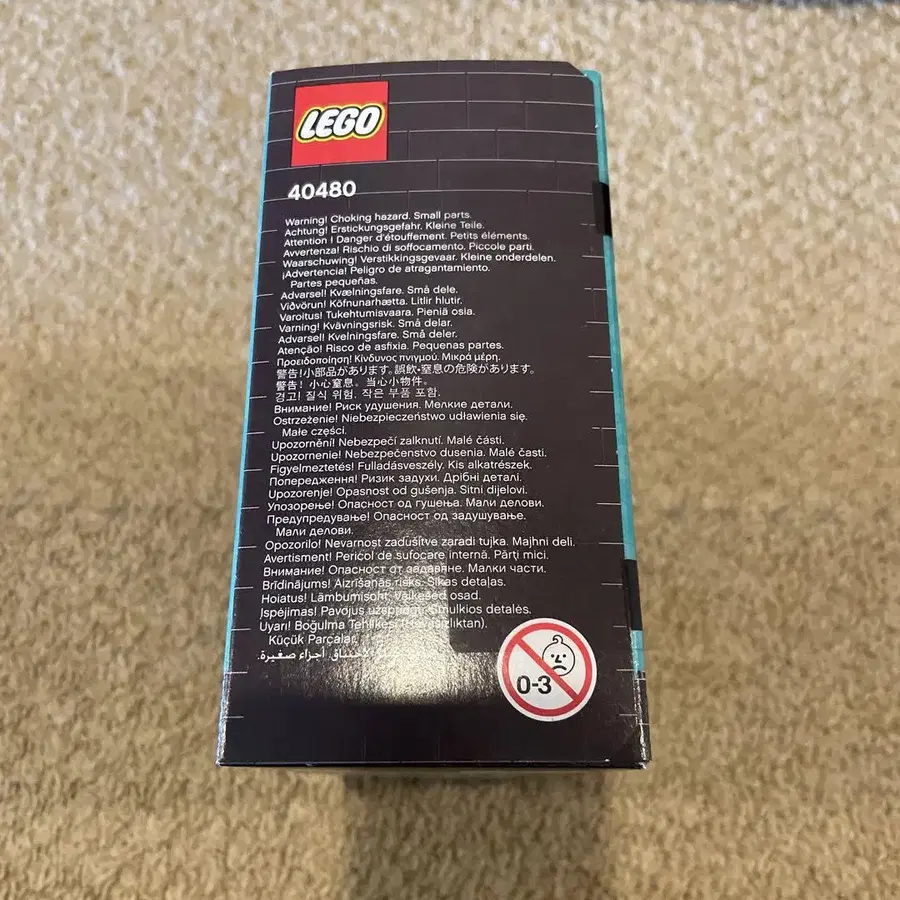 LEGO
40480
Warning! Choking hazard. Small parts.
Achtung! Erstickungsgefahr. Kleine Teile.
Attention ! Danger d'étouffement. Petits éléments.
Avvertenza! Rischio di soffocamento. Piccole parti.
Waarschuwing! Verstikkingsgevaar. Kleine onderdelen.
¡Advertencia! Peligro de atragantamiento.
Partes pequeñas.
Advarsel! Kvælningsfare. Små dele.
Viðvörun! Köfnunarhætta. Litlir hlutir.
Varoitus! Tukehtumisvaara. Pieniä osia.
Varning! Kvävningsrisk. Små delar.
Advarsel! Kvelningsfare. Små deler.
Atenção! Risco de asfixia. Pequenas partes.
Προειδοποίηση! Κίνδυνος πνιγμού. Μικρά μέρη.
警告!小部品があります。誤飲・窒息の危険があります。
警告！小心窒息。当心小物件。
경고! 질식 위험. 작은 부품 포함.
Внимание! Риск удушения. Мелкие детали.
Ostrzeżenie! Niebezpieczeństwo udławienia się.
Małe części.
Upozornění! Nebezpečí zalknutí. Malé části.
Upozornenie! Nebezpečenstvo dusenia. Malé časti.
Figyelmeztetés! Fulladásveszély. Kis alkatrészek.
Попередження! Ризик задухи. Дрібні деталі.
Upozorenje! Opasnost od gušenja. Sitni dijelovi.
Упозорење! Опасност од гушења. Мали делови.
Предупредување! Опасност од задушување.
Мали делови.
Opozorilo! Nevarnost zadušitve zaradi tujka. Majhni deli.
Avertisment! Pericol de sufocare internă. Părți mici.
Внимание! Опасност от задавяне. Малки части.
Brīdinājums! Aizrīšanās risks. Sīkas detaļas.
Hoiatus! Lämbumisoht. Väikesed osad.
Įspėjimas! Pavojus užspringti. Smulkios detalės.
Uyarı! Boğulma Tehlikesi (Havasızlıktan).
Küçük Parçalar.
الاختناق. أجزاء صغيرة.
0-3